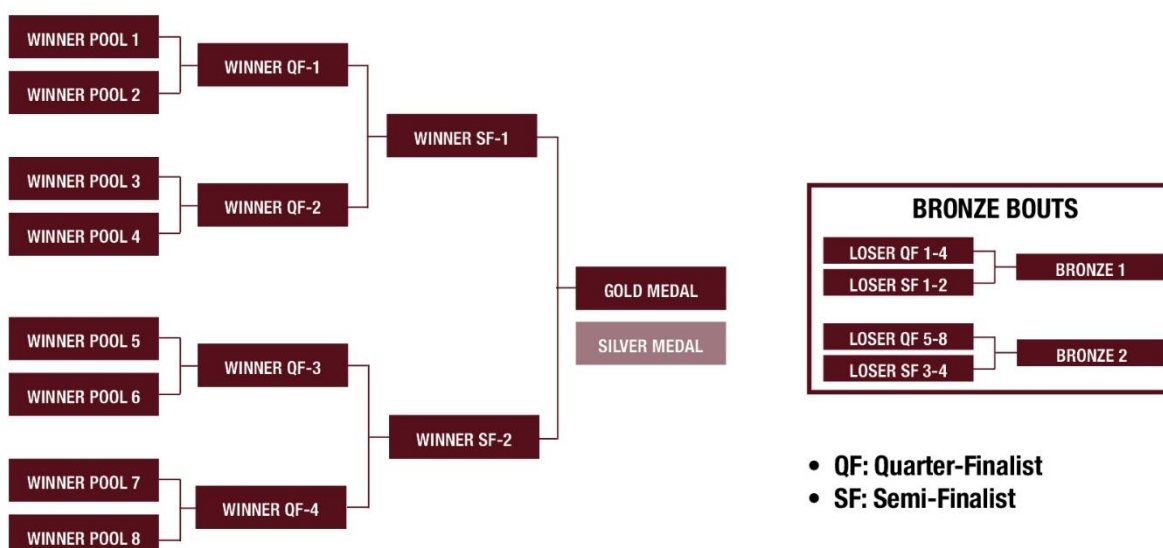 WINNER POOL 1
WINNER POOL 2
WINNER QF-1
WINNER POOL 3
WINNER POOL 4
WINNER QF-2
WINNER SF-1
WINNER POOL 5
WINNER POOL 6
WINNER QF-3
WINNER POOL 7
WINNER POOL 8
WINNER QF-4
WINNER SF-2
GOLD MEDAL
SILVER MEDAL
BRONZE BOUTS
LOSER QF 1-4
LOSER SF 1-2
BRONZE 1
LOSER QF 5-8
LOSER SF 3-4
BRONZE 2
• QF: Quarter-Finalist
• SF: Semi-Finalist